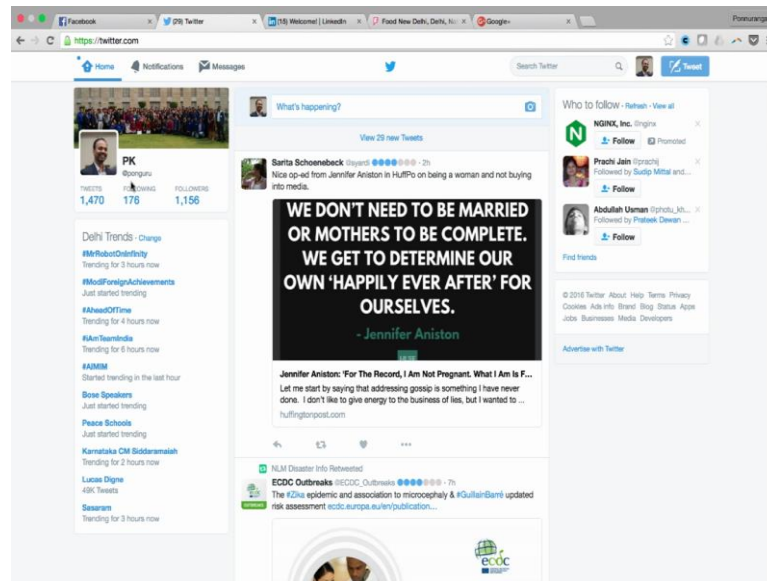 Facebook
(29) Twitter
(15) Welcome! | LinkedIn
Food New Delhi, Delhi,
Google+
Ponnuranga
https://twitter.com
Home
Notifications
Messages
Search Twitter
Tweet
PK
@ponguru
TWEETS FOLLOWING FOLLOWERS
1,470 176 1,156
Delhi Trends - Change
#MrRobotOnInfinity
Trending for 3 hours now
#ModiForeignAchievements
Just started trending
#AheadOfTime
Trending for 4 hours now
#IAmTeamIndia
Trending for 6 hours now
#AIMIM
Started trending in the last hour
Bose Speakers
Just started trending
Peace Schools
Just started trending
Karnataka CM Siddaramaiah
Trending for 2 hours now
Lucas Digne
49K Tweets
Sasaram
Trending for 3 hours now
What's happening?
View 29 new Tweets
Sarita Schoenebeck @syardi - 2h
Nice op-ed from Jennifer Aniston in HuffPo on being a woman and not buying
into media.
WE DON'T NEED TO BE MARRIED
OR MOTHERS TO BE COMPLETE.
WE GET TO DETERMINE OUR
OWN 'HAPPILY EVER AFTER' FOR
OURSELVES.
- Jennifer Aniston
Jennifer Aniston: 'For The Record, I Am Not Pregnant. What I Am Is F...
Let me start by saying that addressing gossip is something I have never
done. I don't like to give energy to the business of lies, but I wanted to ...
huffingtonpost.com
NLM Disaster Info Retweeted
ECDC Outbreaks @ECDC_Outbreaks - 7h
The #Zika epidemic and association to microcephaly & #GuillainBarré updated
risk assessment ecdc.europa.eu/en/publication...
ecdc
Who to follow - Refresh - View all
NGINX, Inc. @nginx
Follow Promoted
Prachi Jain @prachij
Followed by Sudip Mittal and...
Follow
Abdullah Usman @photu_kh...
Followed by Prateek Dewan ...
Follow
Find friends
© 2016 Twitter About Help Terms Privacy
Cookies Ads info Brand Blog Status Apps
Jobs Businesses Media Developers
Advertise with Twitter